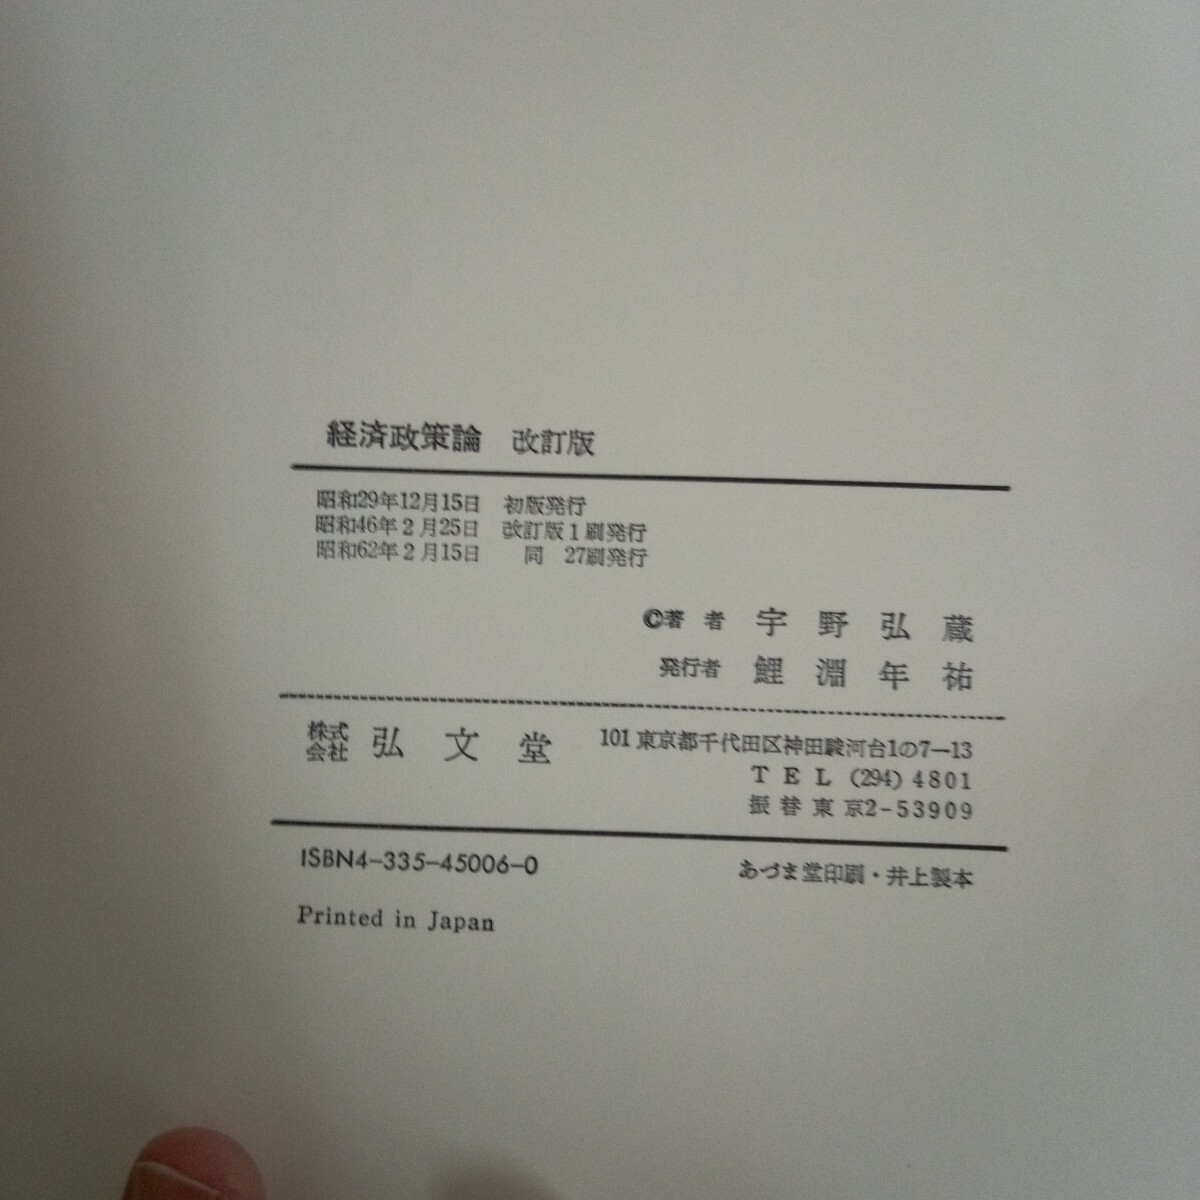 経済政策論 改訂版
昭和29年12月15日 初版発行
昭和46年2月25日 改訂版1刷発行
昭和62年2月15日 同 27刷発行
©著者 宇野弘蔵
発行者 鯉淵年祐
株式会社 弘文堂
101東京都千代田区神田駿河台1の7―13
TEL (294) 4801
振替東京2-53909
ISBN4-335-45006-0
あづま堂印刷・井上製本
Printed in Japan